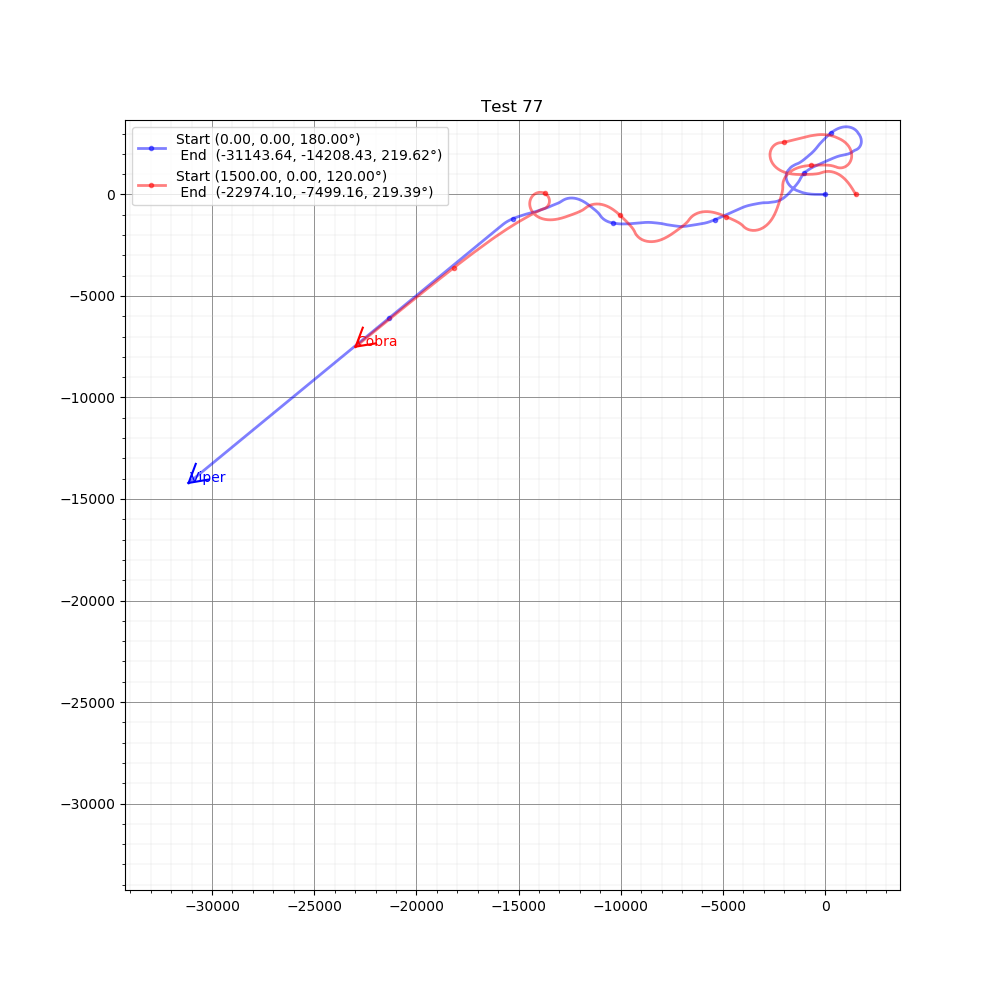 Test 77
Start (0.00, 0.00, 180.00°)
End (-31143.64, -14208.43, 219.62°)
Start (1500.00, 0.00, 120.00°)
End (-22974.10, -7499.16, 219.39°)
0
−5000
−10000
−15000
−20000
−25000
−30000
Cobra
Viper
−30000
−25000
−20000
−15000
−10000
−5000
0